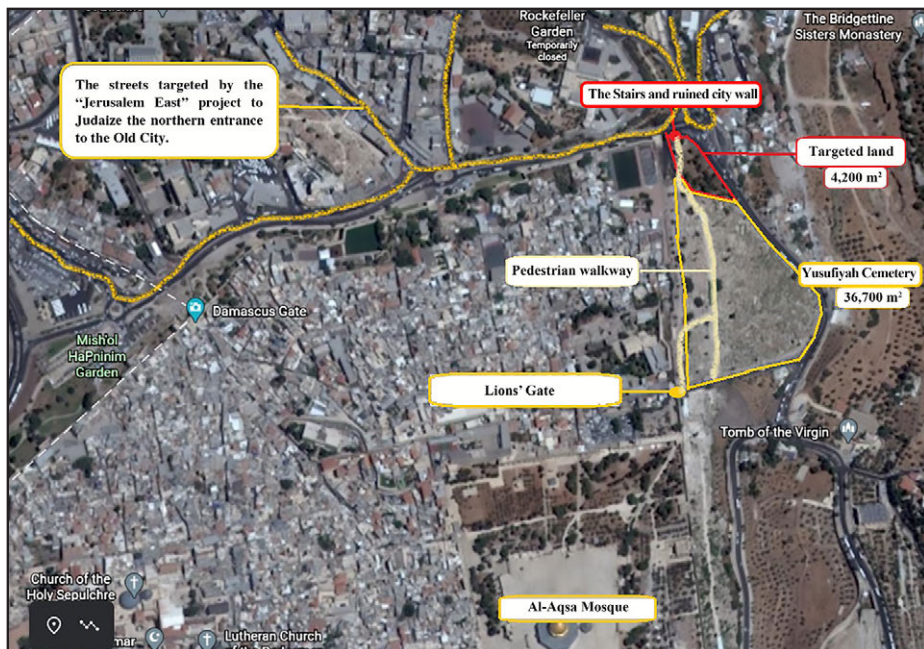 Rockefeller
Garden
Temporarily
closed
The Bridgettine
Sisters Monastery
The streets targeted by the
“Jerusalem East” project to
Judaize the northern entrance
to the Old City.
The Stairs and ruined city wall
Targeted land
4,200 m²
Pedestrian walkway
Yusufiyah Cemetery
36,700 m²
Damascus Gate
Mish'ol
HaPninim
Garden
Lions’ Gate
Tomb of the Virgin
Church of the
Holy Sepulchre
Al-Aqsa Mosque
mar
Lutheran Church